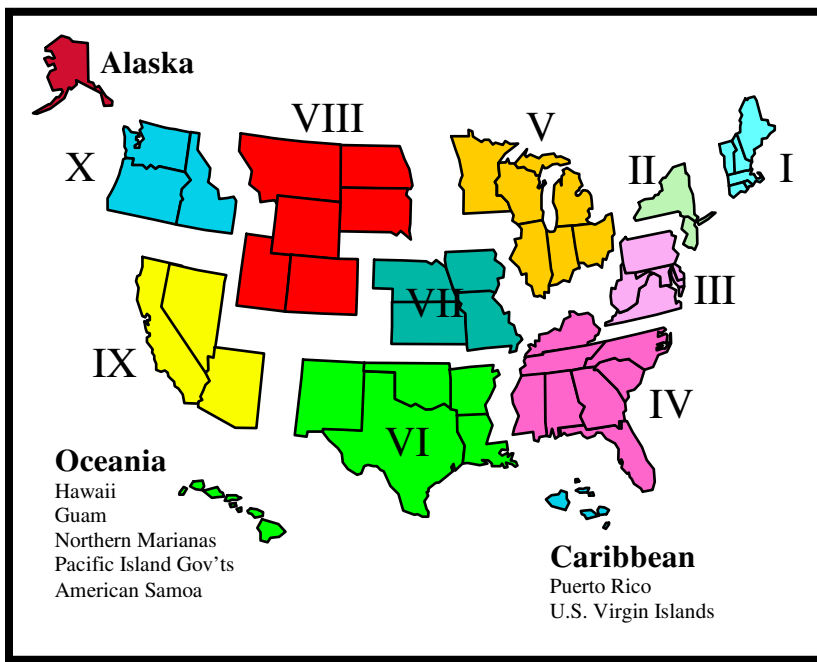 Alaska
VIII
V
X
II
I
III
VII
IX
IV
VI
Oceania
Hawaii
Guam
Northern Marianas
Pacific Island Gov'ts
American Samoa
Caribbean
Puerto Rico
U.S. Virgin Islands